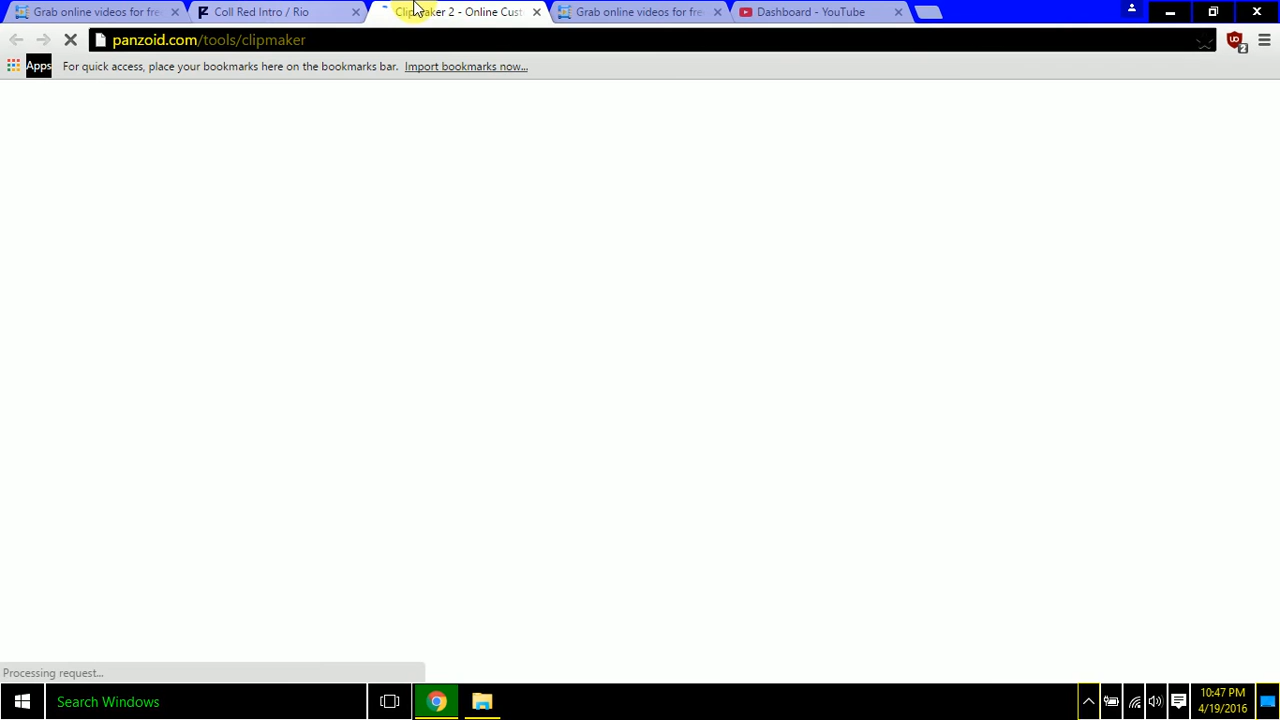 Grab online videos for fre
Coll Red Intro / Rio
Clipmaker 2 - Online Cust
Grab online videos for fre
Dashboard - YouTube
panzoid.com/tools/clipmaker
2
Apps
For quick access, place your bookmarks here on the bookmarks bar. Import bookmarks now...
Processing request...
Search Windows
10:47 PM
4/19/2016